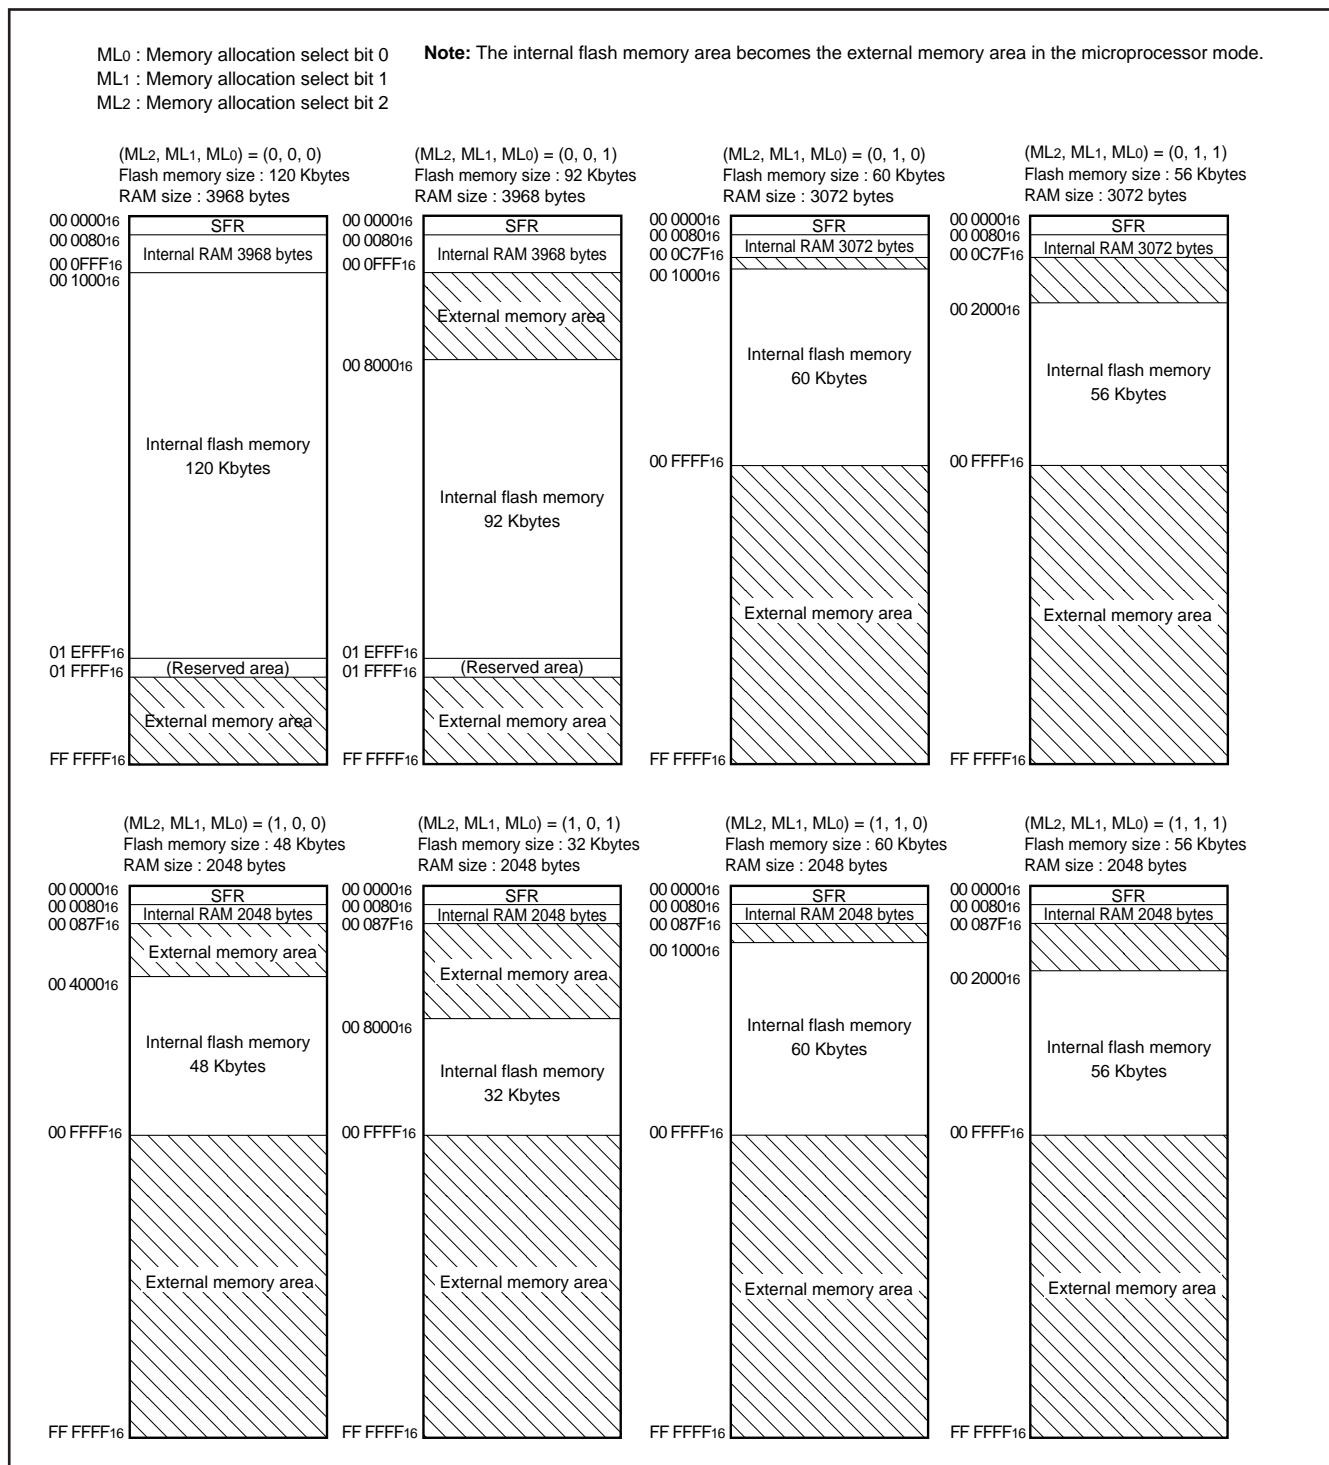 ML0 : Memory allocation select bit 0
ML1 : Memory allocation select bit 1
ML2 : Memory allocation select bit 2
Note: The internal flash memory area becomes the external memory area in the microprocessor mode.
(ML2, ML1, ML0) = (0, 0, 0)
Flash memory size : 120 Kbytes
RAM size : 3968 bytes
00 000016
SFR
00 008016
Internal RAM 3968 bytes
00 0FFF16
00 100016
Internal flash memory
120 Kbytes
01 EFFF16
(Reserved area)
01 FFFF16
External memory area
FF FFFF16
(ML2, ML1, ML0) = (0, 0, 1)
Flash memory size : 92 Kbytes
RAM size : 3968 bytes
00 000016
SFR
00 008016
Internal RAM 3968 bytes
00 0FFF16
External memory area
00 800016
Internal flash memory
92 Kbytes
01 EFFF16
(Reserved area)
01 FFFF16
External memory area
FF FFFF16
(ML2, ML1, ML0) = (0, 1, 0)
Flash memory size : 60 Kbytes
RAM size : 3072 bytes
00 000016
SFR
00 008016
Internal RAM 3072 bytes
00 0C7F16
00 100016
Internal flash memory
60 Kbytes
00 FFFF16
External memory area
FF FFFF16
(ML2, ML1, ML0) = (0, 1, 1)
Flash memory size : 56 Kbytes
RAM size : 3072 bytes
00 000016
SFR
00 008016
Internal RAM 3072 bytes
00 0C7F16
00 200016
Internal flash memory
56 Kbytes
00 FFFF16
External memory area
FF FFFF16
(ML2, ML1, ML0) = (1, 0, 0)
Flash memory size : 48 Kbytes
RAM size : 2048 bytes
00 000016
SFR
00 008016
Internal RAM 2048 bytes
00 087F16
External memory area
00 400016
Internal flash memory
48 Kbytes
00 FFFF16
External memory area
FF FFFF16
(ML2, ML1, ML0) = (1, 0, 1)
Flash memory size : 32 Kbytes
RAM size : 2048 bytes
00 000016
SFR
00 008016
Internal RAM 2048 bytes
00 087F16
External memory area
00 800016
Internal flash memory
32 Kbytes
00 FFFF16
External memory area
FF FFFF16
(ML2, ML1, ML0) = (1, 1, 0)
Flash memory size : 60 Kbytes
RAM size : 2048 bytes
00 000016
SFR
00 008016
Internal RAM 2048 bytes
00 087F16
00 100016
Internal flash memory
60 Kbytes
00 FFFF16
External memory area
FF FFFF16
(ML2, ML1, ML0) = (1, 1, 1)
Flash memory size : 56 Kbytes
RAM size : 2048 bytes
00 000016
SFR
00 008016
Internal RAM 2048 bytes
00 087F16
00 200016
Internal flash memory
56 Kbytes
00 FFFF16
External memory area
FF FFFF16